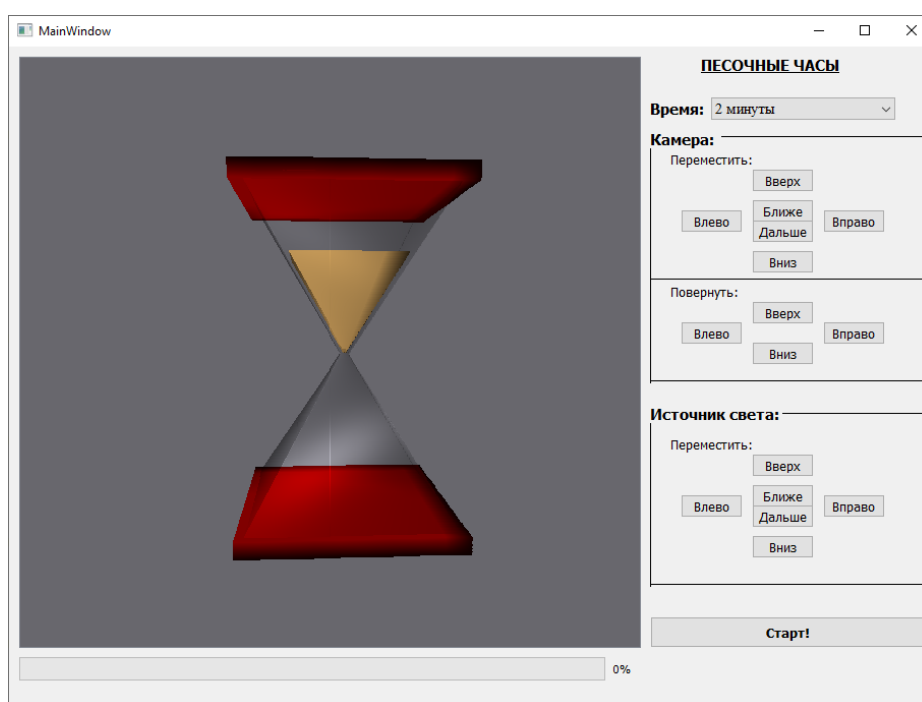 MainWindow
ПЕСОЧНЫЕ ЧАСЫ
Время: 2 минуты
Камера:
Переместить:
Вверх
Влево Ближе Вправо
Дальше
Вниз
Повернуть:
Вверх
Влево Вправо
Вниз
Источник света:
Переместить:
Вверх
Влево Ближе Вправо
Дальше
Вниз
Старт!
0%